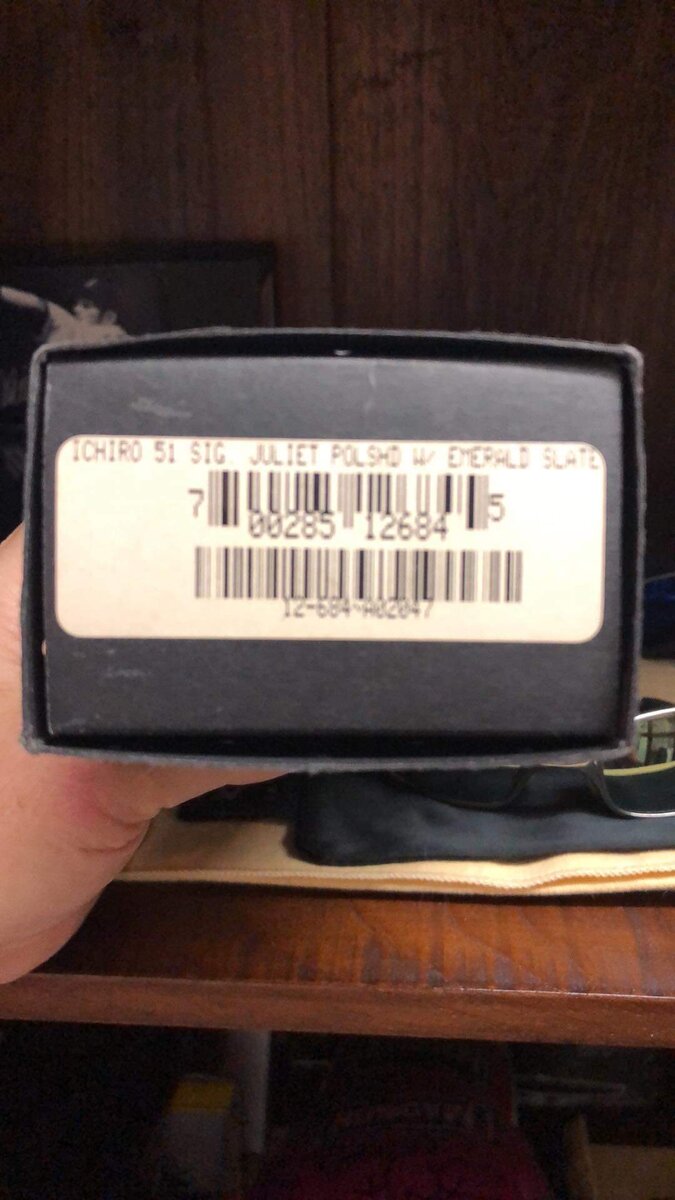 ICHIRO 51 SIG. JULIET POLSHD W/ EMERALD SLATE
7 00285 12684 5
12-684~A02047